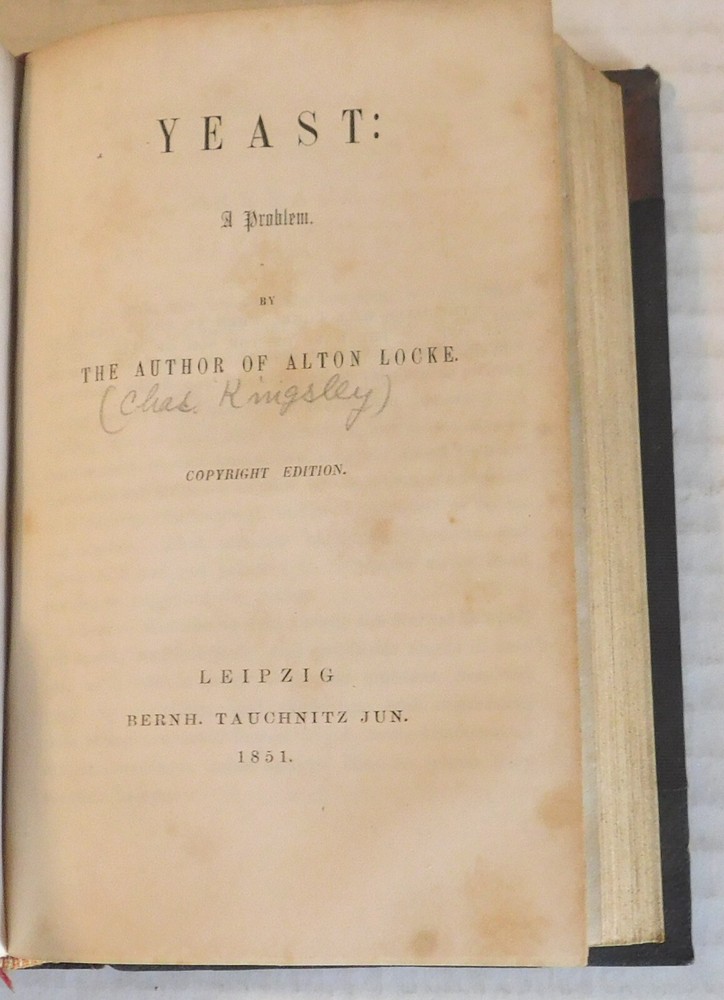 YEAST:
A Problem.
BY
THE AUTHOR OF ALTON LOCKE.
(Chas. Kingsley)
COPYRIGHT EDITION.
LEIPZIG
BERNH. TAUCHNITZ JUN.
1851.